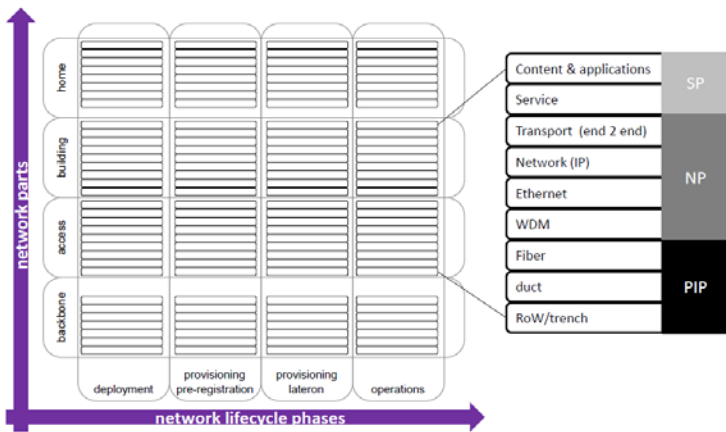 network parts
home
building
access
backbone
deployment
provisioning
pre-registration
provisioning
lateron
operations
network lifecycle phases
Content & applications
Service
Transport (end 2 end)
Network (IP)
Ethernet
WDM
Fiber
duct
RoW/trench
SP
NP
PIP